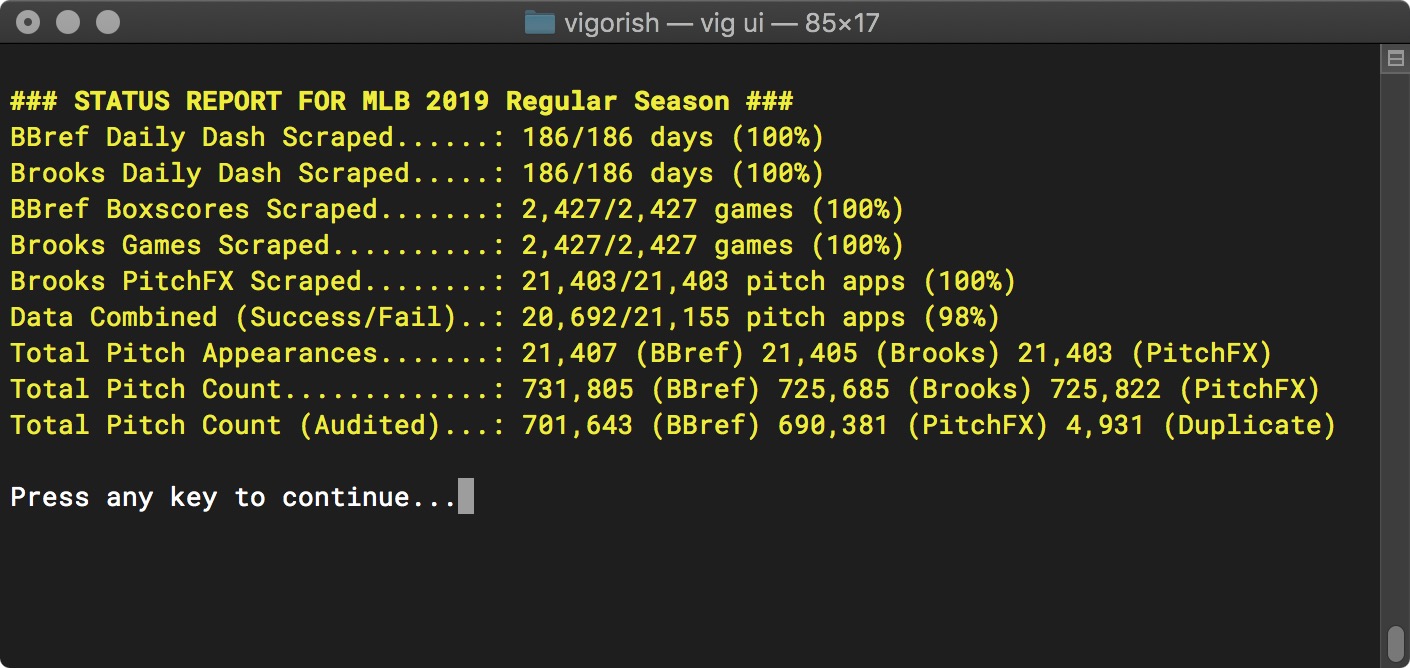 vigorish — vig ui — 85×17
### STATUS REPORT FOR MLB 2019 Regular Season ###
BBref Daily Dash Scraped......: 186/186 days (100%)
Brooks Daily Dash Scraped.....: 186/186 days (100%)
BBref Boxscores Scraped.......: 2,427/2,427 games (100%)
Brooks Games Scraped..........: 2,427/2,427 games (100%)
Brooks PitchFX Scraped........: 21,403/21,403 pitch apps (100%)
Data Combined (Success/Fail)..: 20,692/21,155 pitch apps (98%)
Total Pitch Appearances.......: 21,407 (BBref) 21,405 (Brooks) 21,403 (PitchFX)
Total Pitch Count.............: 731,805 (BBref) 725,685 (Brooks) 725,822 (PitchFX)
Total Pitch Count (Audited)...: 701,643 (BBref) 690,381 (PitchFX) 4,931 (Duplicate)
Press any key to continue...